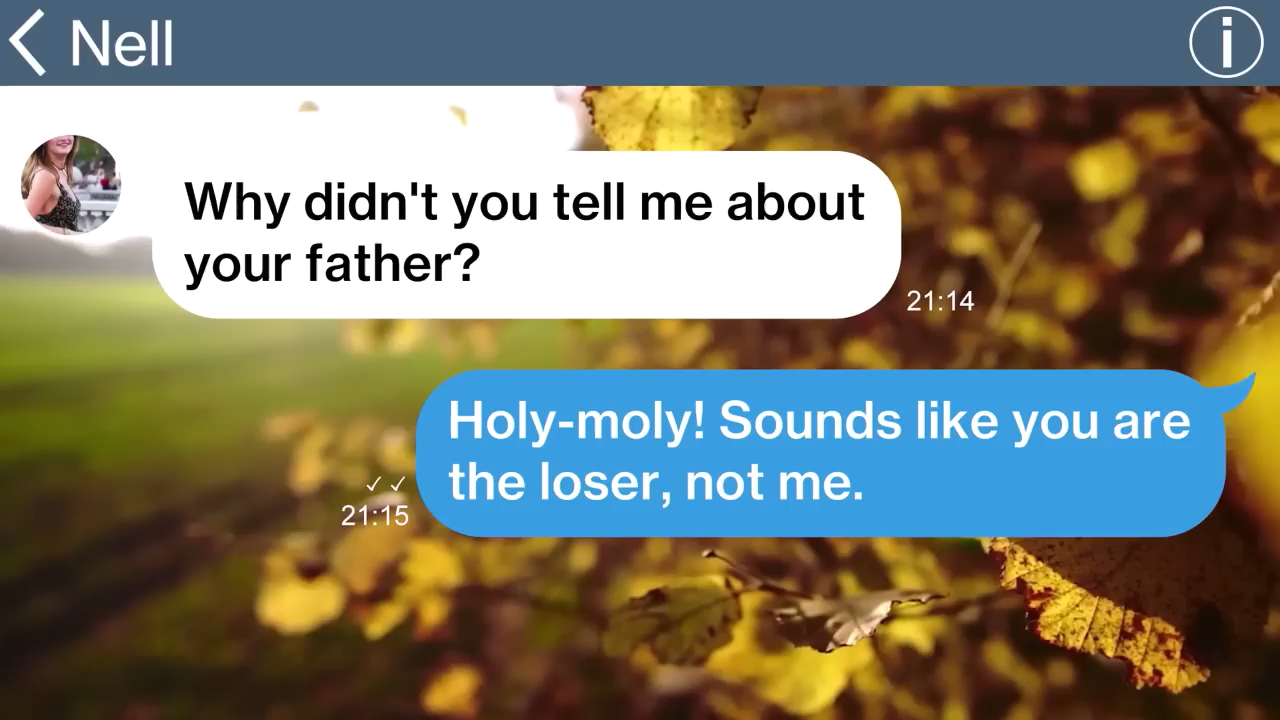 Nell
Why didn't you tell me about
your father?
21:14
Holy-moly! Sounds like you are
the loser, not me.
21:15